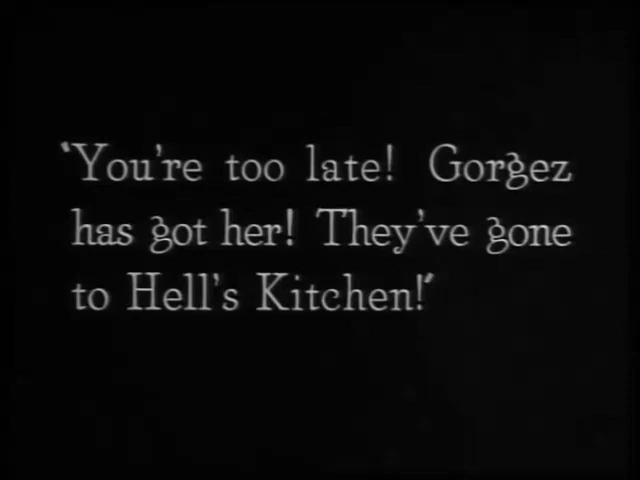 "You're too late! Gorgez
has got her! They've gone
to Hell's Kitchen!"